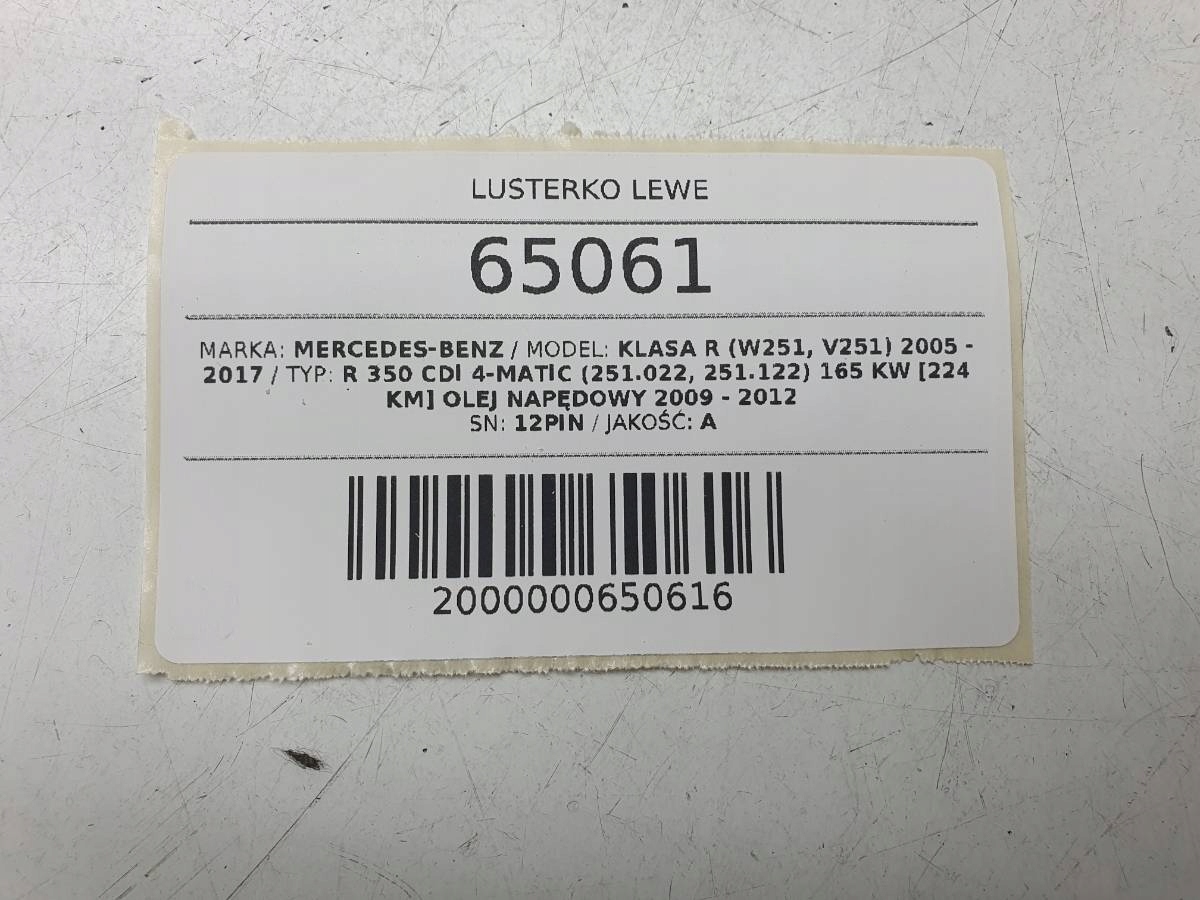 LUSTERKO LEWE
65061
MARKA: MERCEDES-BENZ / MODEL: KLASA R (W251, V251) 2005 -
2017 / TYP: R 350 CDI 4-MATIC (251.022, 251.122) 165 KW [224
KM] OLEJ NAPĘDOWY 2009 - 2012
SN: 12PIN / JAKOŚĆ: A
2000000650616